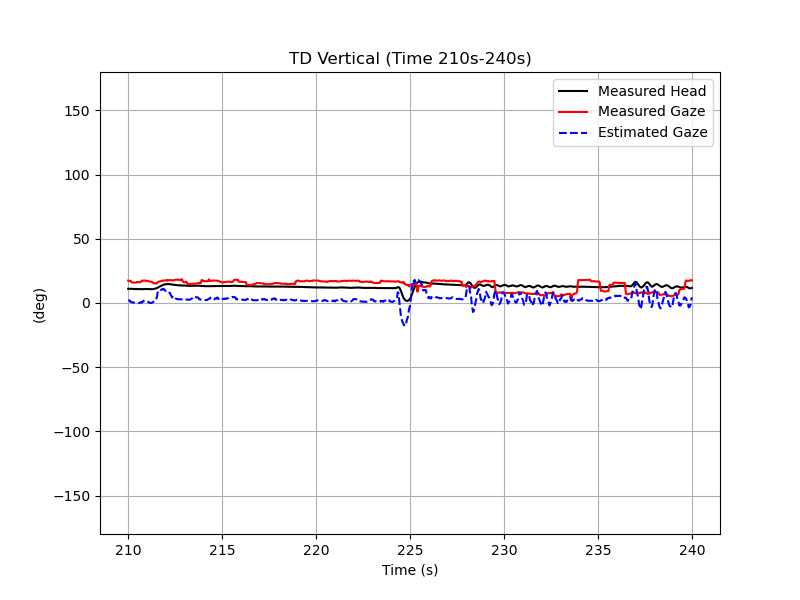 TD Vertical (Time 210s-240s)
Measured Head
Measured Gaze
Estimated Gaze
150
100
50
0
−50
−100
−150
(deg)
210 215 220 225 230 235 240
Time (s)